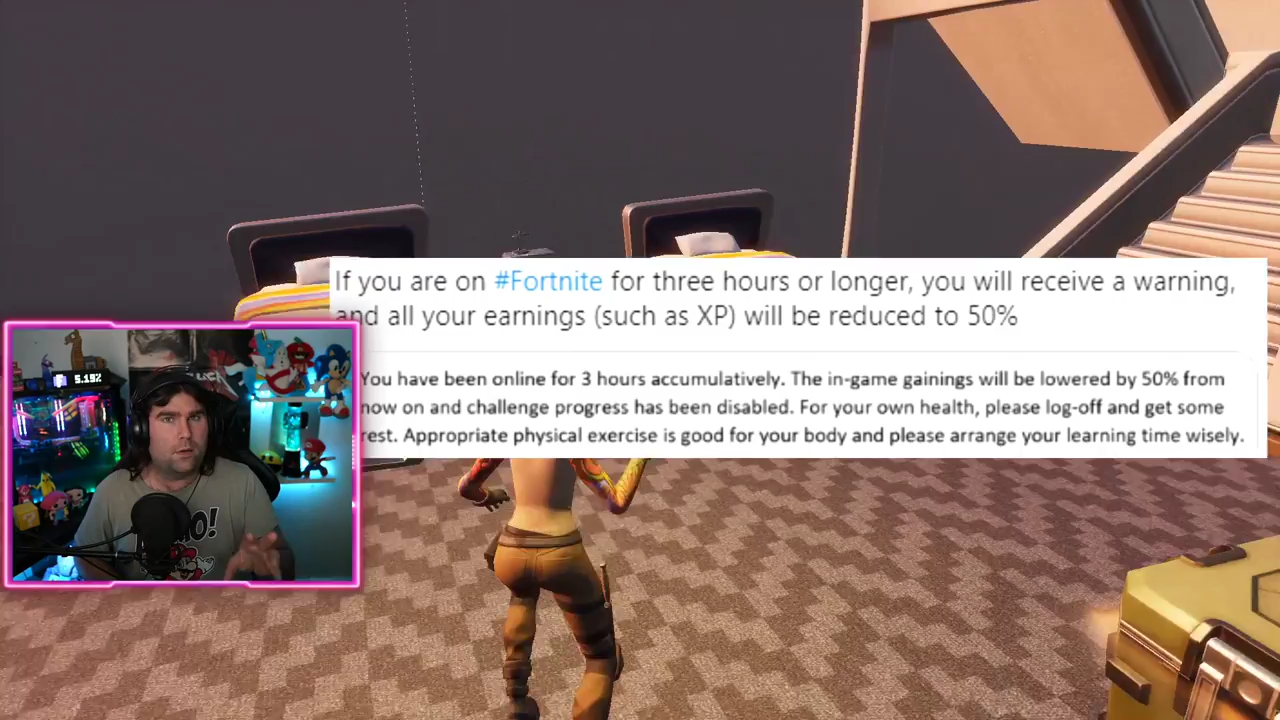 If you are on #Fortnite for three hours or longer, you will receive a warning,
and all your earnings (such as XP) will be reduced to 50%
You have been online for 3 hours accumulatively. The in-game gainings will be lowered by 50% from
now on and challenge progress has been disabled. For your own health, please log-off and get some
rest. Appropriate physical exercise is good for your body and please arrange your learning time wisely.
5.19%